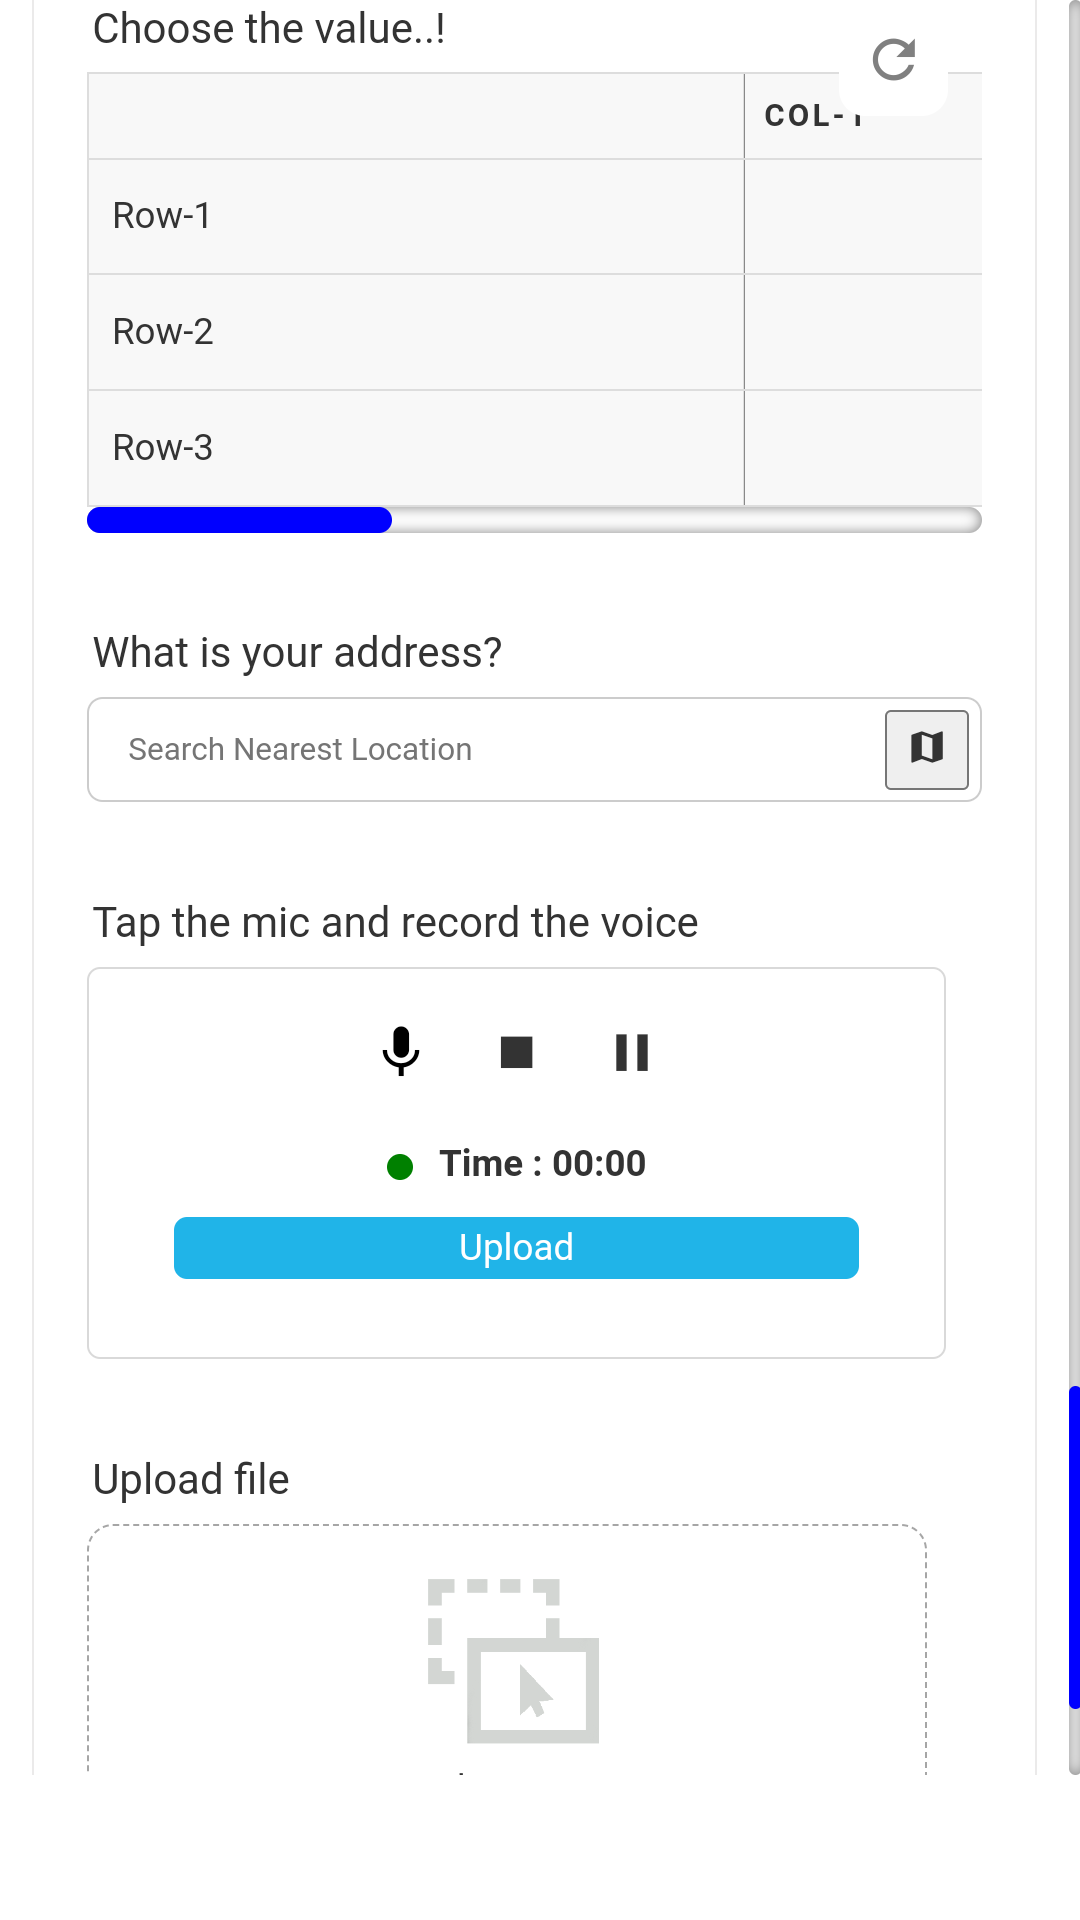 Choose the value..!
COL-1
Row-1
Row-2
Row-3
What is your address?
Search Nearest Location
Tap the mic and record the voice
Time : 00:00
Upload
Upload file